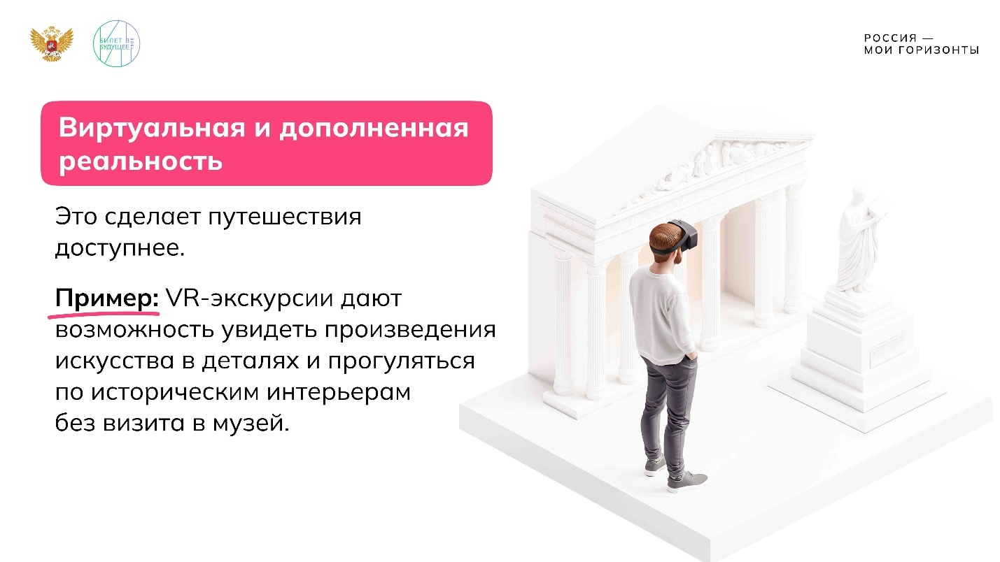 БИЛЕТ В
БУДУЩЕЕ
РОССИЯ —
МОИ ГОРИЗОНТЫ
Виртуальная и дополненная
реальность
Это сделает путешествия
доступнее.
Пример: VR-экскурсии дают
возможность увидеть произведения
искусства в деталях и прогуляться
по историческим интерьерам
без визита в музей.